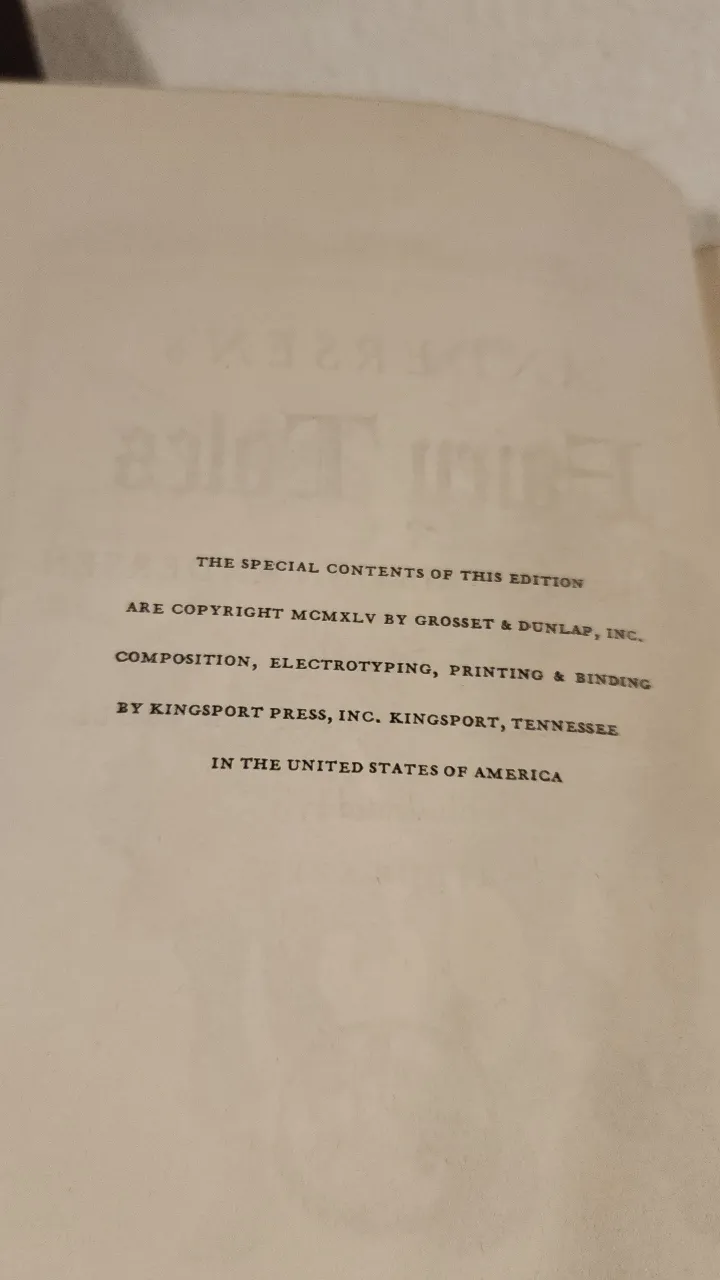 THE SPECIAL CONTENTS OF THIS EDITION
ARE COPYRIGHT MCMXLV BY GROSSET & DUNLAP, INC.
COMPOSITION, ELECTROTYPING, PRINTING & BINDING
BY KINGSPORT PRESS, INC. KINGSPORT, TENNESSEE
IN THE UNITED STATES OF AMERICA